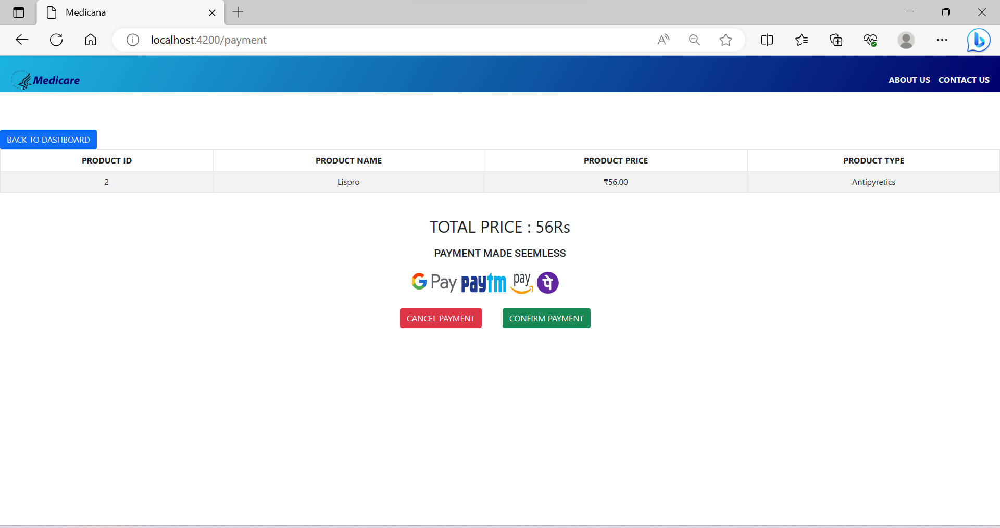 Medicana
localhost:4200/payment
Medicare
ABOUT US CONTACT US
BACK TO DASHBOARD
PRODUCT ID PRODUCT NAME PRODUCT PRICE PRODUCT TYPE
2 Lispro ₹56.00 Antipyretics
TOTAL PRICE : 56Rs
PAYMENT MADE SEEMLESS
G Pay paytm pay पे
CANCEL PAYMENT CONFIRM PAYMENT